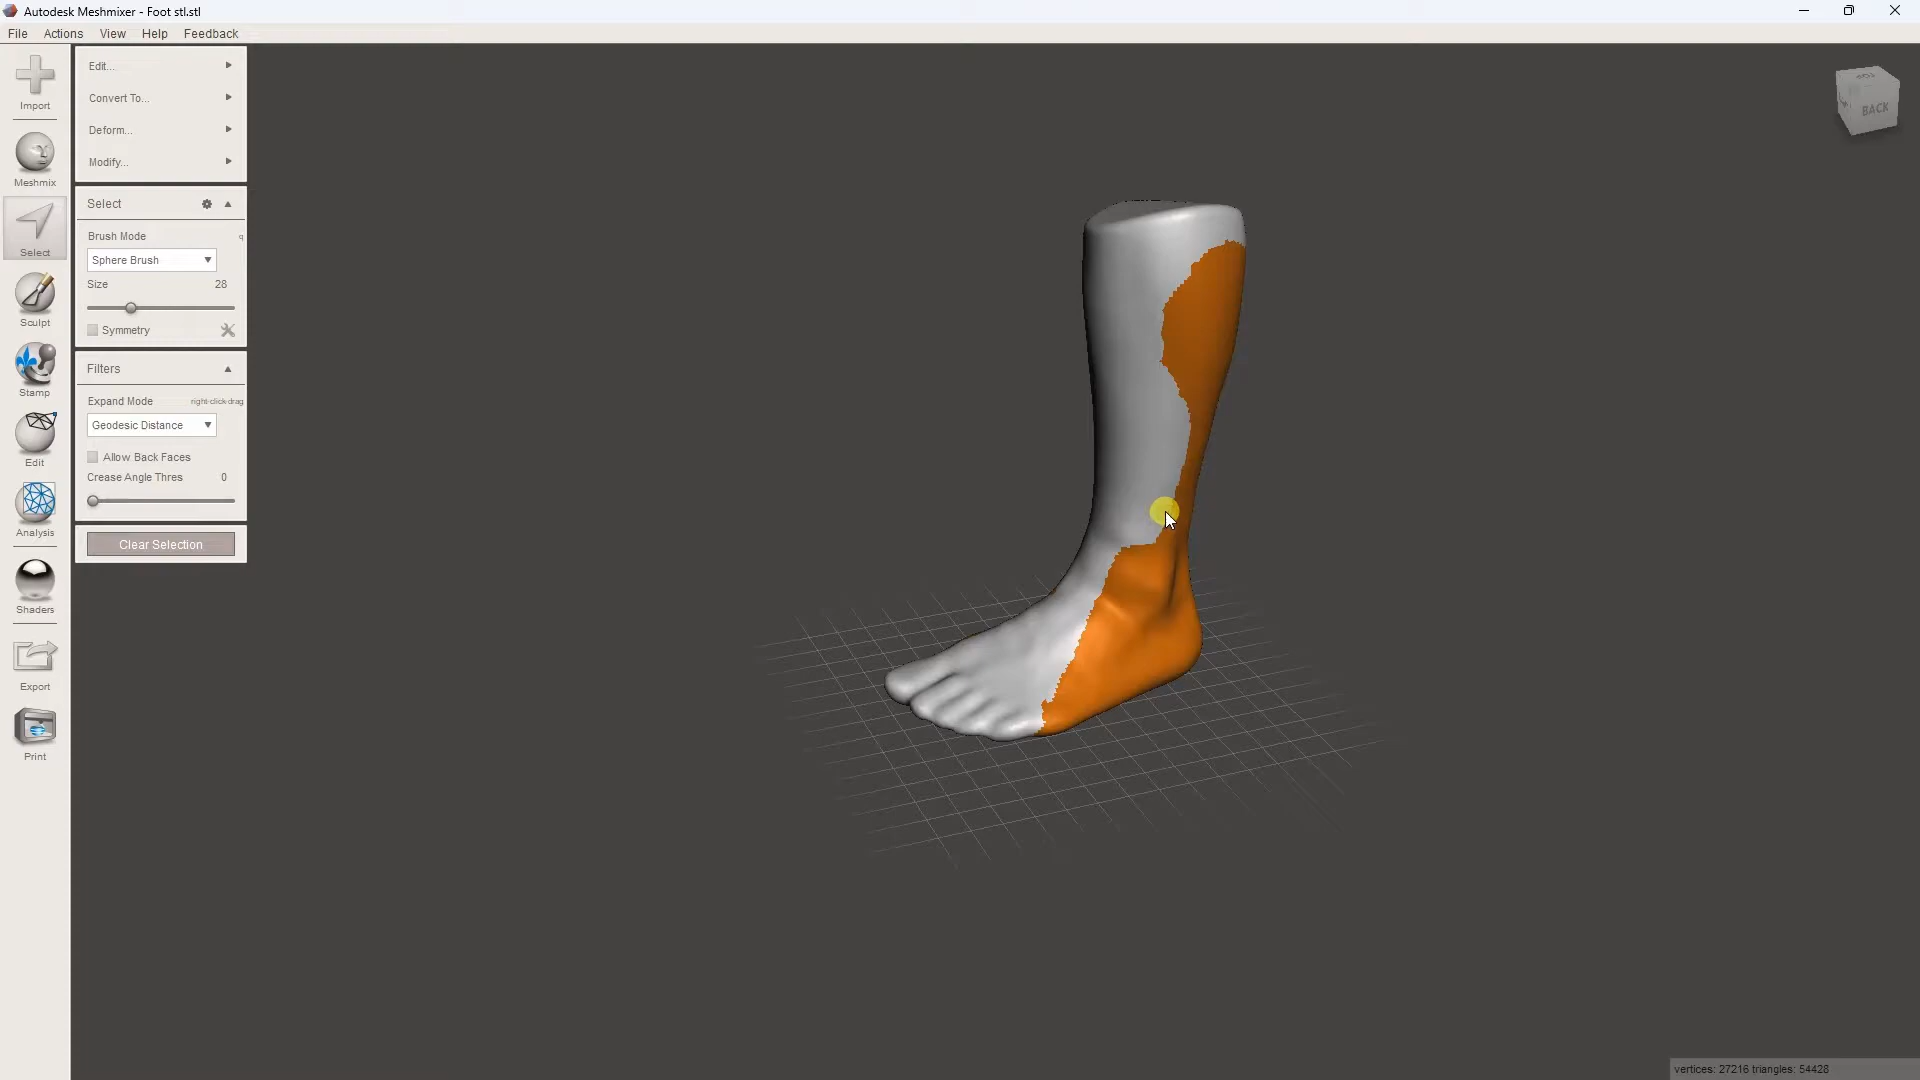 Autodesk Meshmixer - Foot stl.stl
File Actions View Help Feedback
Import
Meshmix
Select
Sculpt
Stamp
Edit
Analysis
Shaders
Export
Print
Edit...
Convert To...
Deform...
Modify...
Select
Brush Mode q
Sphere Brush
Size 28
Symmetry
Filters
Expand Mode right-click-drag
Geodesic Distance
Allow Back Faces
Crease Angle Thres 0
Clear Selection
BACK
vertices: 27216 triangles: 54428